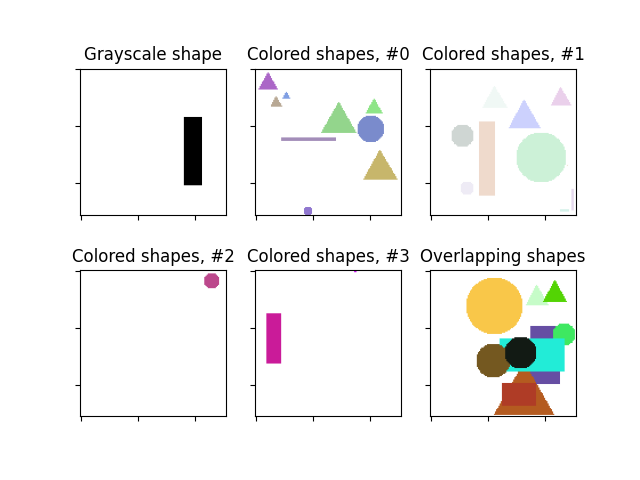 Grayscale shape
Colored shapes, #0
Colored shapes, #1
Colored shapes, #2
Colored shapes, #3
Overlapping shapes